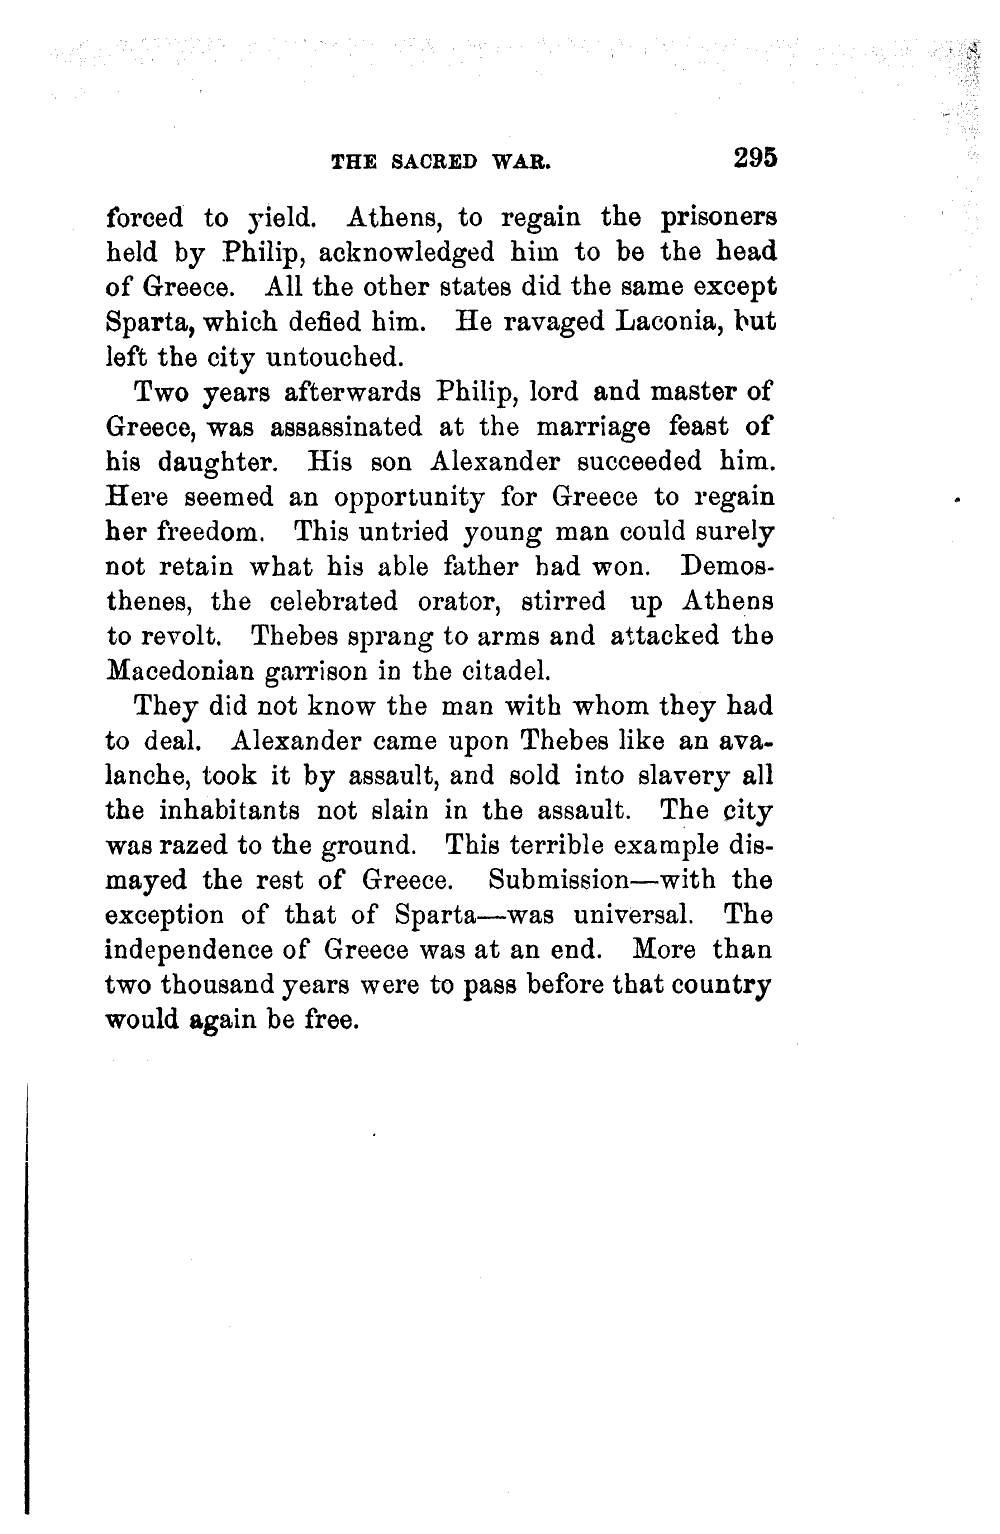 THE SACRED WAR. 295
forced to yield. Athens, to regain the prisoners
held by Philip, acknowledged him to be the head
of Greece. All the other states did the same except
Sparta, which defied him. He ravaged Laconia, but
left the city untouched.
Two years afterwards Philip, lord and master of
Greece, was assassinated at the marriage feast of
his daughter. His son Alexander succeeded him.
Here seemed an opportunity for Greece to regain
her freedom. This untried young man could surely
not retain what his able father had won. Demos-
thenes, the celebrated orator, stirred up Athens
to revolt. Thebes sprang to arms and attacked the
Macedonian garrison in the citadel.
They did not know the man with whom they had
to deal. Alexander came upon Thebes like an ava-
lanche, took it by assault, and sold into slavery all
the inhabitants not slain in the assault. The city
was razed to the ground. This terrible example dis-
mayed the rest of Greece. Submission—with the
exception of that of Sparta—was universal. The
independence of Greece was at an end. More than
two thousand years were to pass before that country
would again be free.